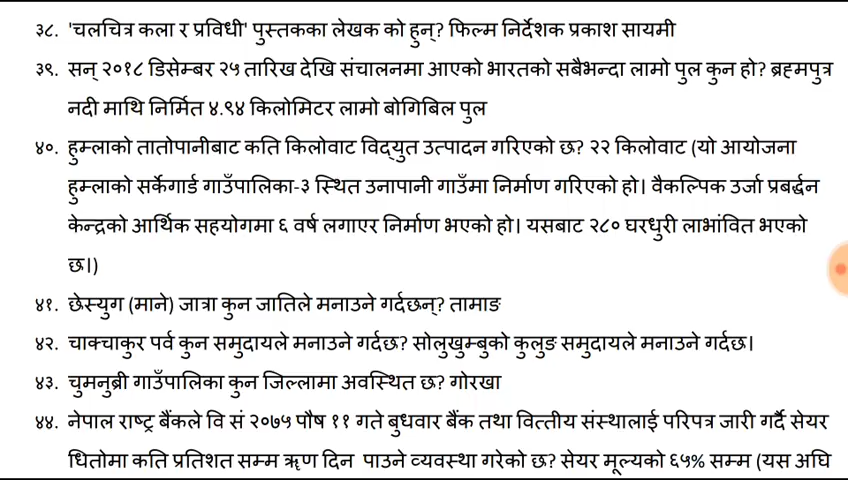 ३८. 'चलचित्र कला र प्रविधी' पुस्तकका लेखक को हुन्? फिल्म निर्देशक प्रकाश सायमी
३९. सन् २०१८ डिसेम्बर २५ तारिख देखि संचालनमा आएको भारतको सबैभन्दा लामो पुल कुन हो? ब्रह्मपुत्र
नदी माथि निर्मित ४.९४ किलोमिटर लामो बोगिबिल पुल
४०. हुम्लाको तातोपानीबाट कति किलोवाट विद्युत उत्पादन गरिएको छ? २२ किलोवाट (यो आयोजना
हुम्लाको सर्केगार्ड गाउँपालिका-३ स्थित उनापानी गाउँमा निर्माण गरिएको हो। वैकल्पिक उर्जा प्रबर्द्धन
केन्द्रको आर्थिक सहयोगमा ६ वर्ष लगाएर निर्माण भएको हो। यसबाट २८० घरधुरी लाभांवित भएको
छ।)
४१. छेस्युग (माने) जात्रा कुन जातिले मनाउने गर्दछन्? तामाङ
४२. चाक्चाकुर पर्व कुन समुदायले मनाउने गर्दछ? सोलुखुम्बुको कुलुङ समुदायले मनाउने गर्दछ।
४३. चुमनुब्री गाउँपालिका कुन जिल्लामा अवस्थित छ? गोरखा
४४. नेपाल राष्ट्र बैंकले वि सं २०७५ पौष ११ गते बुधवार बैंक तथा वित्तीय संस्थालाई परिपत्र जारी गर्दै सेयर
धितोमा कति प्रतिशत सम्म ऋण दिन पाउने व्यवस्था गरेको छ? सेयर मूल्यको ६५% सम्म (यस अघि